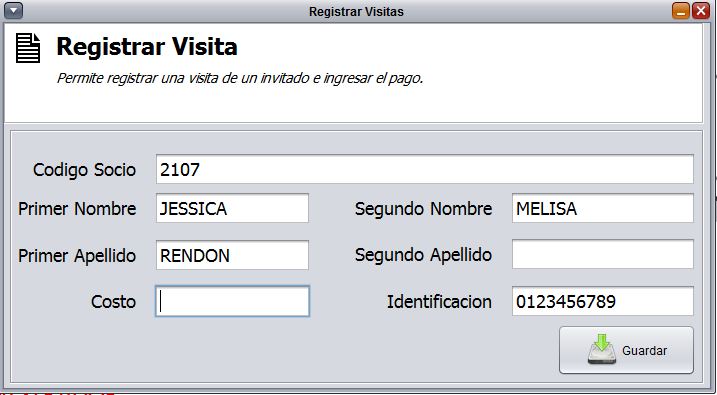 Registrar Visitas
Registrar Visita
Permite registrar una visita de un invitado e ingresar el pago.
Codigo Socio 2107
Primer Nombre JESSICA Segundo Nombre MELISA
Primer Apellido RENDON Segundo Apellido
Costo Identificacion 0123456789
Guardar